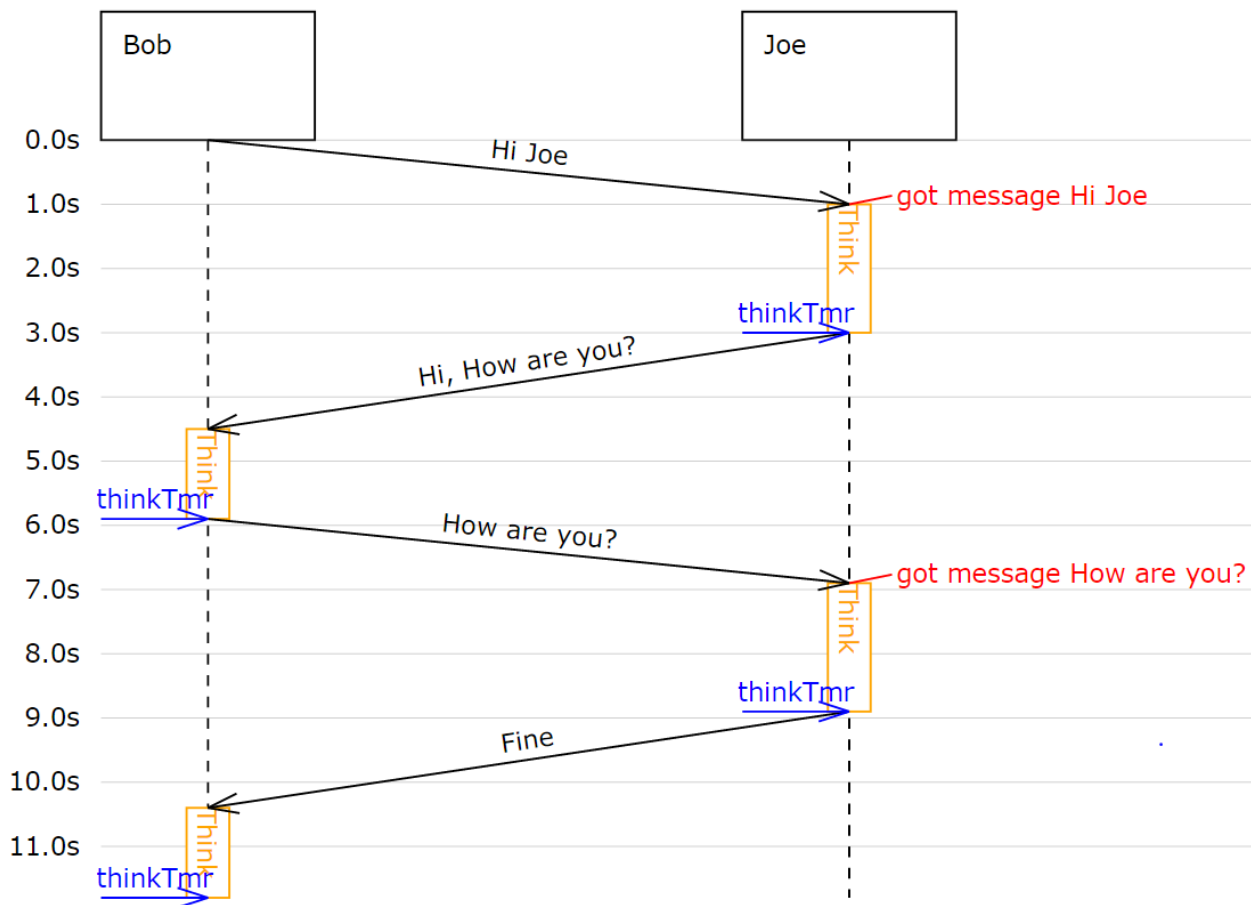 Bob
Joe
0.0s
Hi Joe
1.0s
got message Hi Joe
Think
2.0s
thinkTmr
3.0s
Hi, How are you?
4.0s
Think
5.0s
thinkTmr
6.0s
How are you?
got message How are you?
7.0s
Think
8.0s
thinkTmr
9.0s
Fine
10.0s
Think
11.0s
thinkTmr